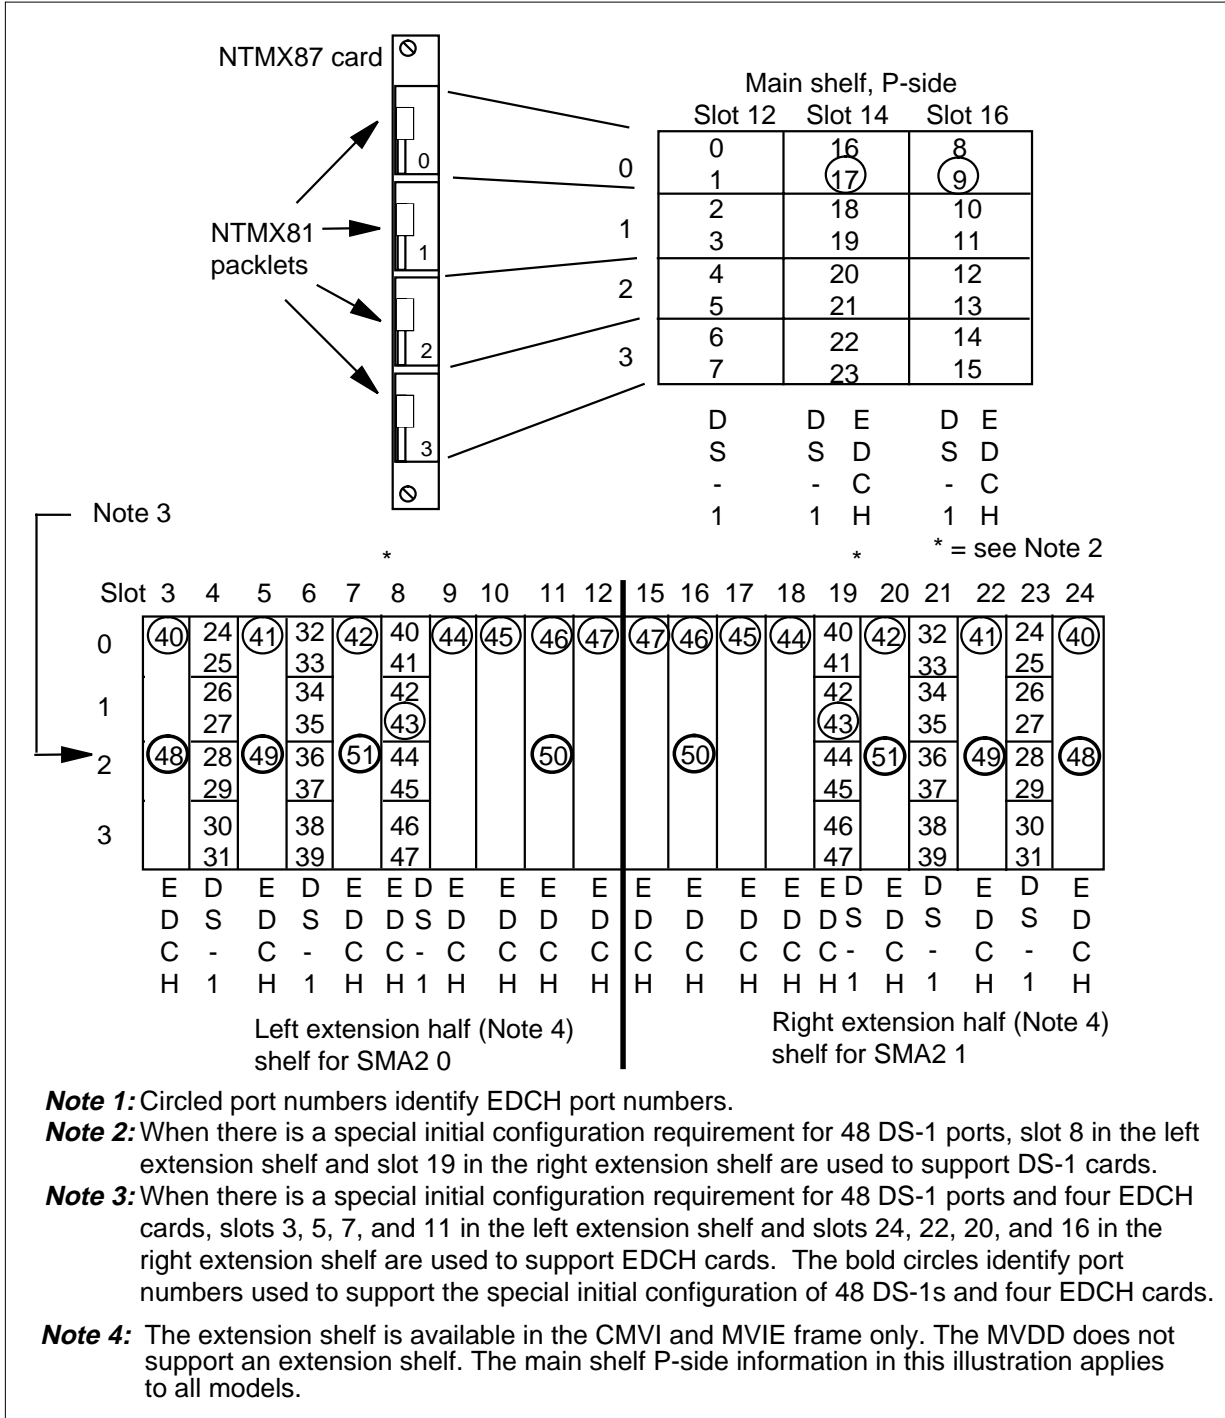 NTMX87 card
0
1
2
3
NTMX81
packlets
Main shelf, P-side
Slot 12 Slot 14 Slot 16
0 16 8
0
1 17 9
2 18 10
1
3 19 11
4 20 12
2
5 21 13
6 22 14
3
7 23 15
D D E D E
S S D S D
- - C - C
1 1 H 1 H
Note 3
* * * = see Note 2
Slot 3 4 5 6 7 8 9 10 11 12 15 16 17 18 19 20 21 22 23 24
0 40 24 41 32 42 40 44 45 46 47 47 46 45 44 40 42 32 41 24 40
25 33 41 41 33 25
1 26 34 42 42 34 26
27 35 43 43 35 27
2 48 28 49 36 51 44 50 50 44 51 36 49 28 48
29 37 45 45 37 29
3 30 38 46 46 38 30
31 39 47 47 39 31
E D E D E E D E E E E E E E E E D E D E D E
D S D S D D S D D D D D D D D D S D S D S D
C - C - C C - C C C C C C C C C - C - C - C
H 1 H 1 H H 1 H H H H H H H H H 1 H 1 H 1 H
Left extension half (Note 4)
shelf for SMA2 0
Right extension half (Note 4)
shelf for SMA2 1
Note 1: Circled port numbers identify EDCH port numbers.
Note 2: When there is a special initial configuration requirement for 48 DS-1 ports, slot 8 in the left
extension shelf and slot 19 in the right extension shelf are used to support DS-1 cards.
Note 3: When there is a special initial configuration requirement for 48 DS-1 ports and four EDCH
cards, slots 3, 5, 7, and 11 in the left extension shelf and slots 24, 22, 20, and 16 in the
right extension shelf are used to support EDCH cards. The bold circles identify port
numbers used to support the special initial configuration of 48 DS-1s and four EDCH cards.
Note 4: The extension shelf is available in the CMVI and MVIE frame only. The MVDD does not
support an extension shelf. The main shelf P-side information in this illustration applies
to all models.